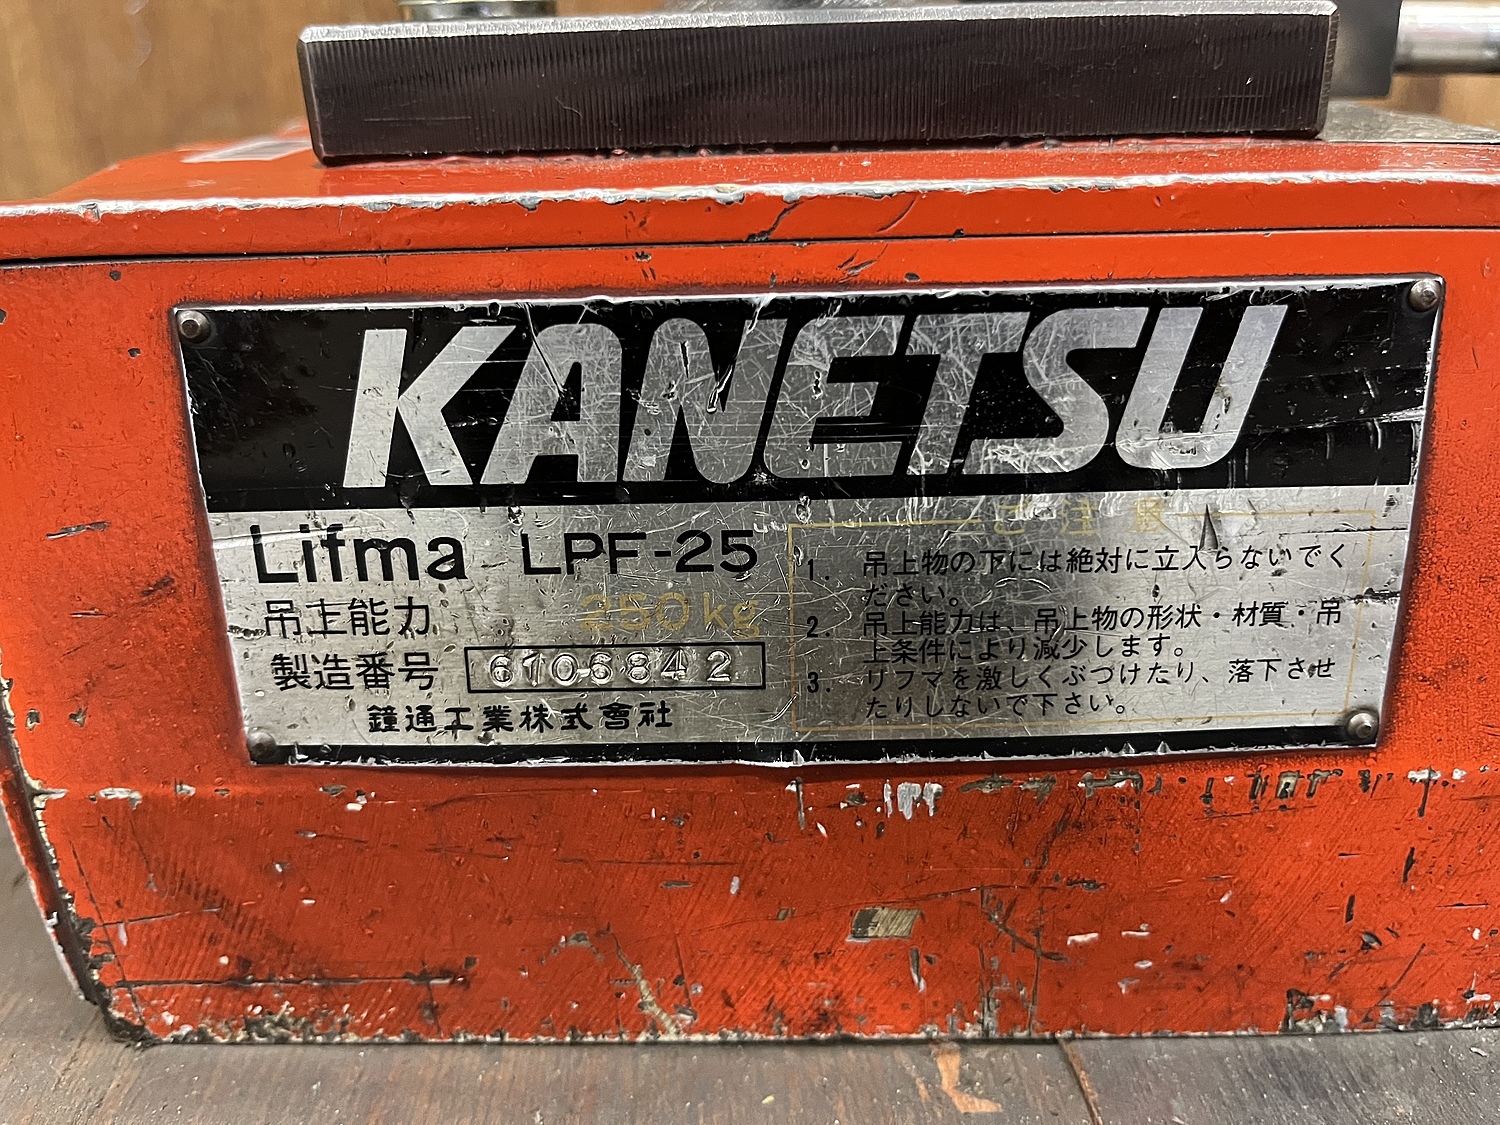 KANETSU
Lifma LPF-25
吊上能力 250kg
製造番号 6106842
鐘通工業株式會社
ご注意
1. 吊上物の下には絶対に立入らないでく
ださい。
2. 吊上能力は、吊上物の形状・材質・吊
上条件により減少します。
3. リフマを激しくぶつけたり、落下させ
たりしないで下さい。